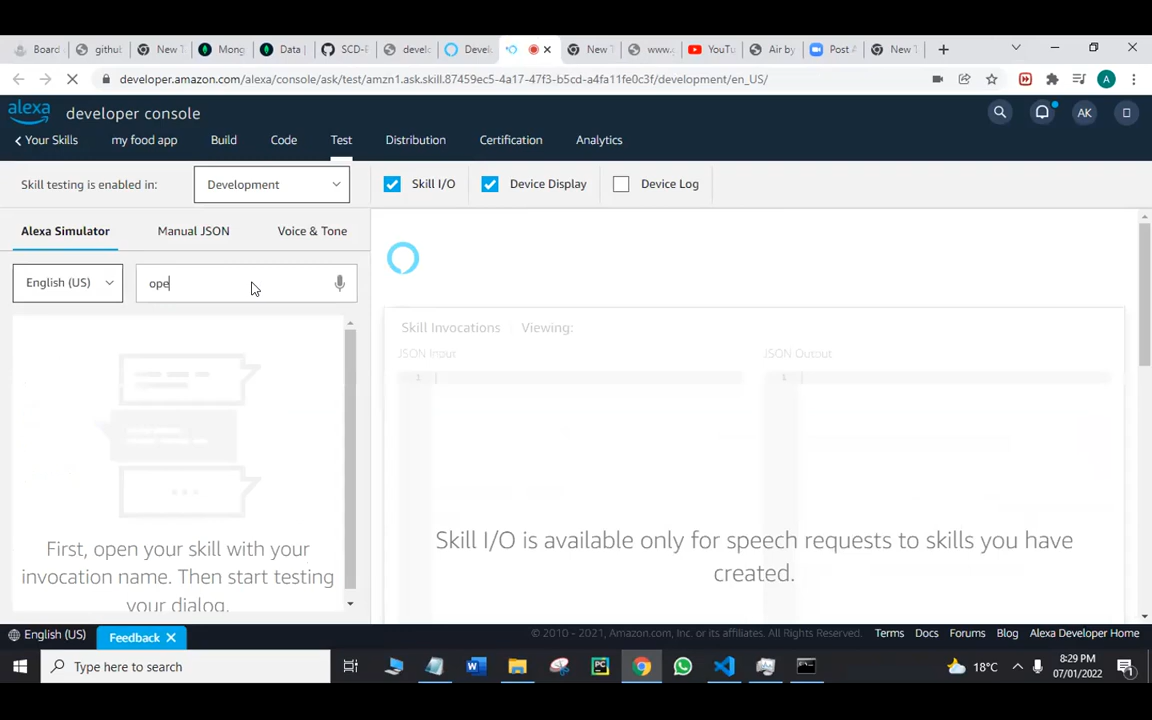 Board
github
New T
Mong
Data |
SCD-F
develo
Devel
New T
www.
YouTu
Air by
Post A
New T
developer.amazon.com/alexa/console/ask/test/amzn1.ask.skill.87459ec5-4a17-47f3-b5cd-a4fa11fe0c3f/development/en_US/
A
alexa developer console
AK
Your Skills
my food app
Build
Code
Test
Distribution
Certification
Analytics
Skill testing is enabled in:
Development
Skill I/O
Device Display
Device Log
Alexa Simulator
Manual JSON
Voice & Tone
English (US)
ope
Skill Invocations
Viewing:
JSON Input
JSON Output
1
1
First, open your skill with your
invocation name. Then start testing
your dialog.
Skill I/O is available only for speech requests to skills you have
created.
English (US)
Feedback
© 2010 - 2021, Amazon.com, Inc. or its affiliates. All Rights Reserved.
Terms
Docs
Forums
Blog
Alexa Developer Home
Type here to search
PC
18°C
8:29 PM
07/01/2022
1